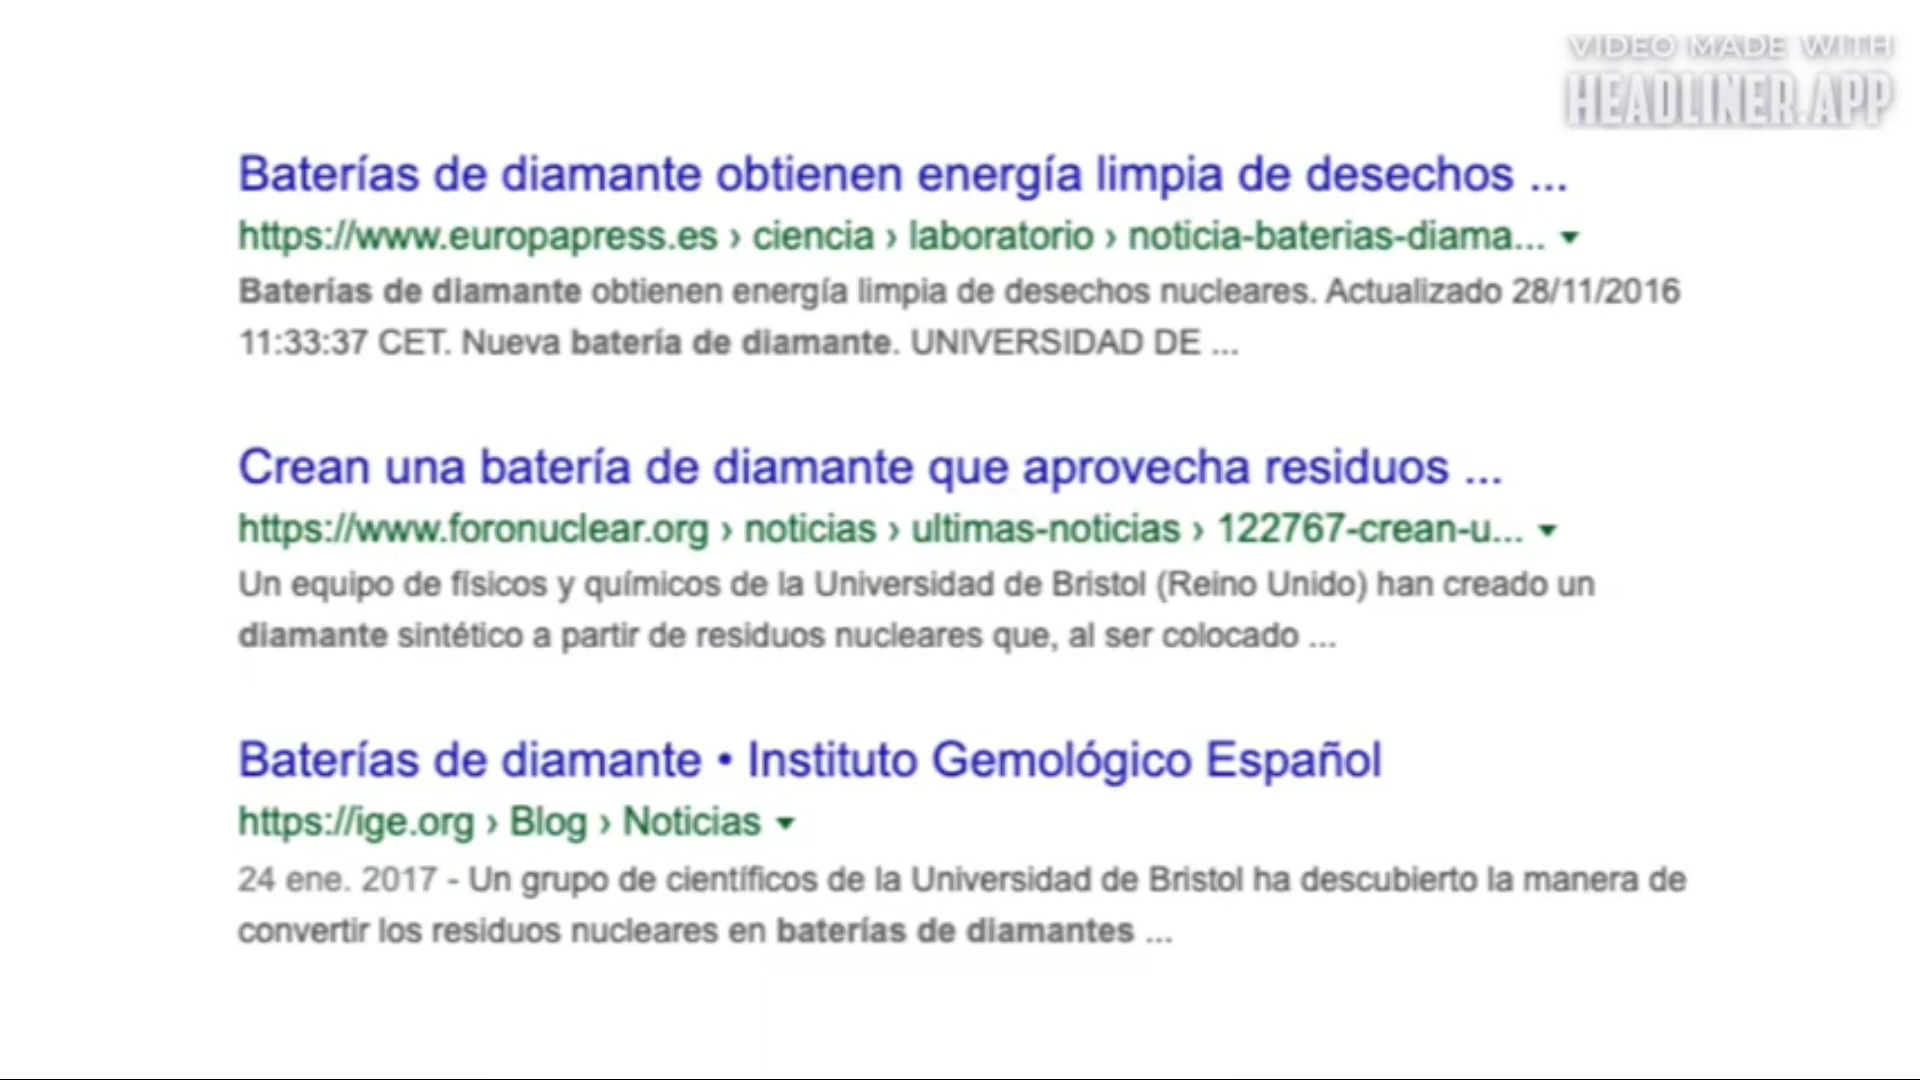 VIDEO MADE WITH
HEADLINER.APP
Baterías de diamante obtienen energía limpia de desechos ...
https://www.europapress.es › ciencia › laboratorio › noticia-baterias-diama...
Baterías de diamante obtienen energía limpia de desechos nucleares. Actualizado 28/11/2016
11:33:37 CET. Nueva batería de diamante. UNIVERSIDAD DE ...
Crean una batería de diamante que aprovecha residuos ...
https://www.foronuclear.org › noticias › ultimas-noticias › 122767-crean-u...
Un equipo de físicos y químicos de la Universidad de Bristol (Reino Unido) han creado un
diamante sintético a partir de residuos nucleares que, al ser colocado ...
Baterías de diamante • Instituto Gemológico Español
https://ige.org › Blog › Noticias
24 ene. 2017 - Un grupo de científicos de la Universidad de Bristol ha descubierto la manera de
convertir los residuos nucleares en baterías de diamantes ...